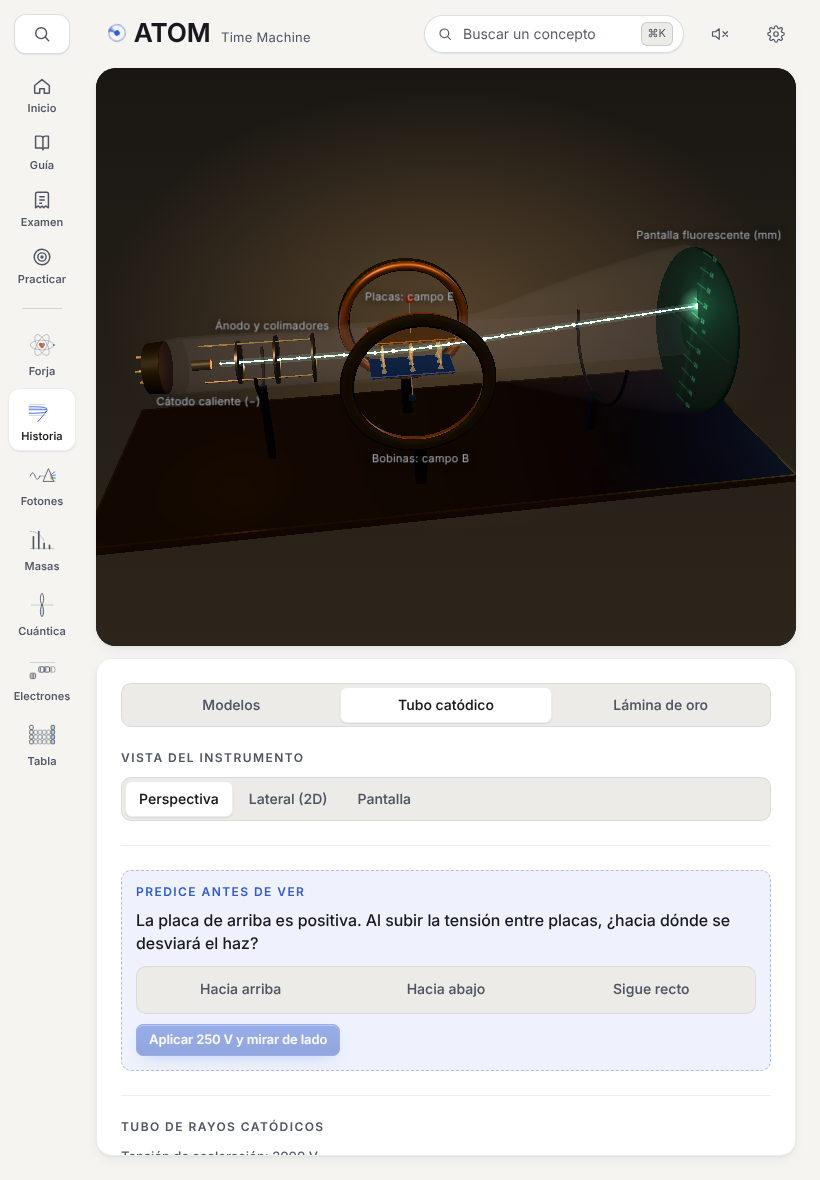 ATOM Time Machine
Buscar un concepto ⌘K
Inicio
Guía
Examen
Practicar
Forja
Historia
Fotones
Masas
Cuántica
Electrones
Tabla
Pantalla fluorescente (mm)
Placas: campo E
Ánodo y colimadores
Cátodo caliente (−)
Bobinas: campo B
Modelos
Tubo catódico
Lámina de oro
VISTA DEL INSTRUMENTO
Perspectiva
Lateral (2D)
Pantalla
PREDICE ANTES DE VER
La placa de arriba es positiva. Al subir la tensión entre placas, ¿hacia dónde se
desviará el haz?
Hacia arriba
Hacia abajo
Sigue recto
Aplicar 250 V y mirar de lado
TUBO DE RAYOS CATÓDICOS
Tensión de aceleración: 2000 V